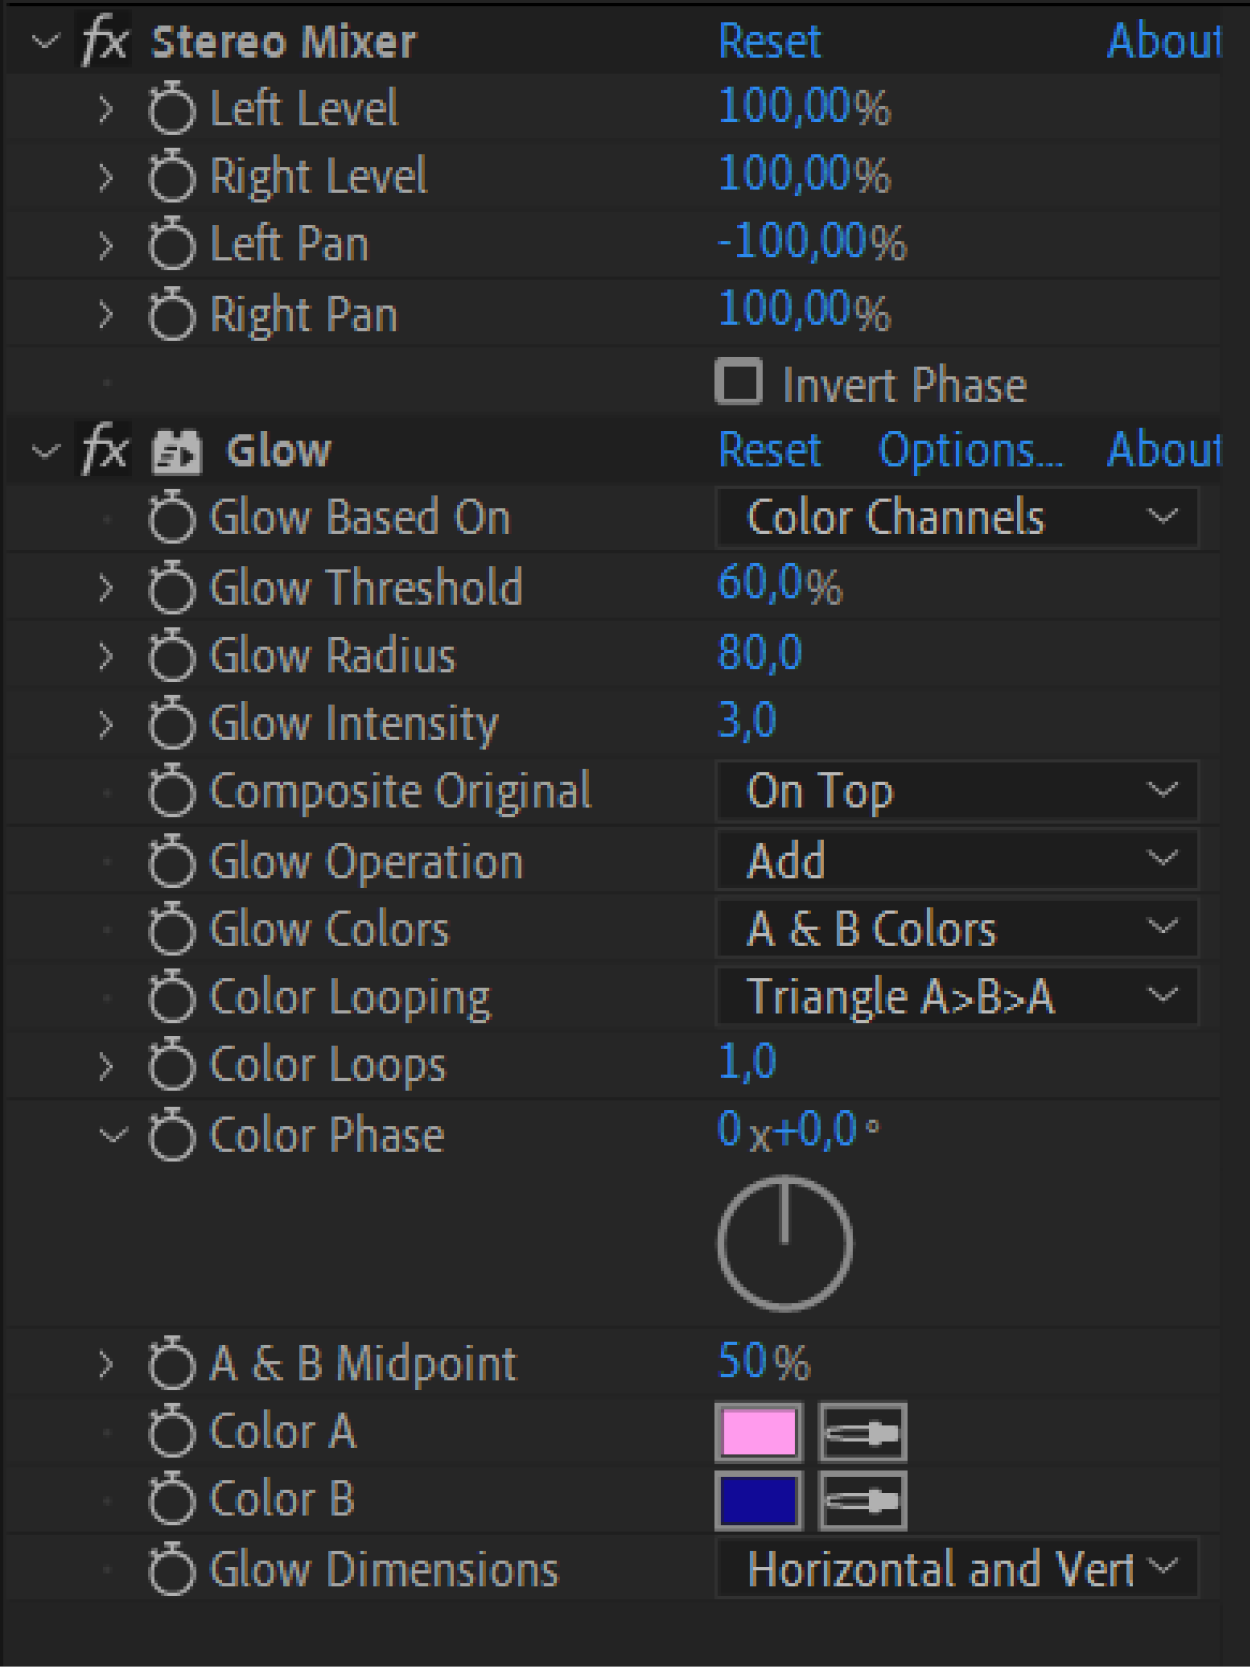 fx Stereo Mixer Reset About
Left Level 100,00%
Right Level 100,00%
Left Pan -100,00%
Right Pan 100,00%
Invert Phase
fx Glow Reset Options... About
Glow Based On Color Channels
Glow Threshold 60,0%
Glow Radius 80,0
Glow Intensity 3,0
Composite Original On Top
Glow Operation Add
Glow Colors A & B Colors
Color Looping Triangle A>B>A
Color Loops 1,0
Color Phase 0x+0,0°
A & B Midpoint 50%
Color A
Color B
Glow Dimensions Horizontal and Vert